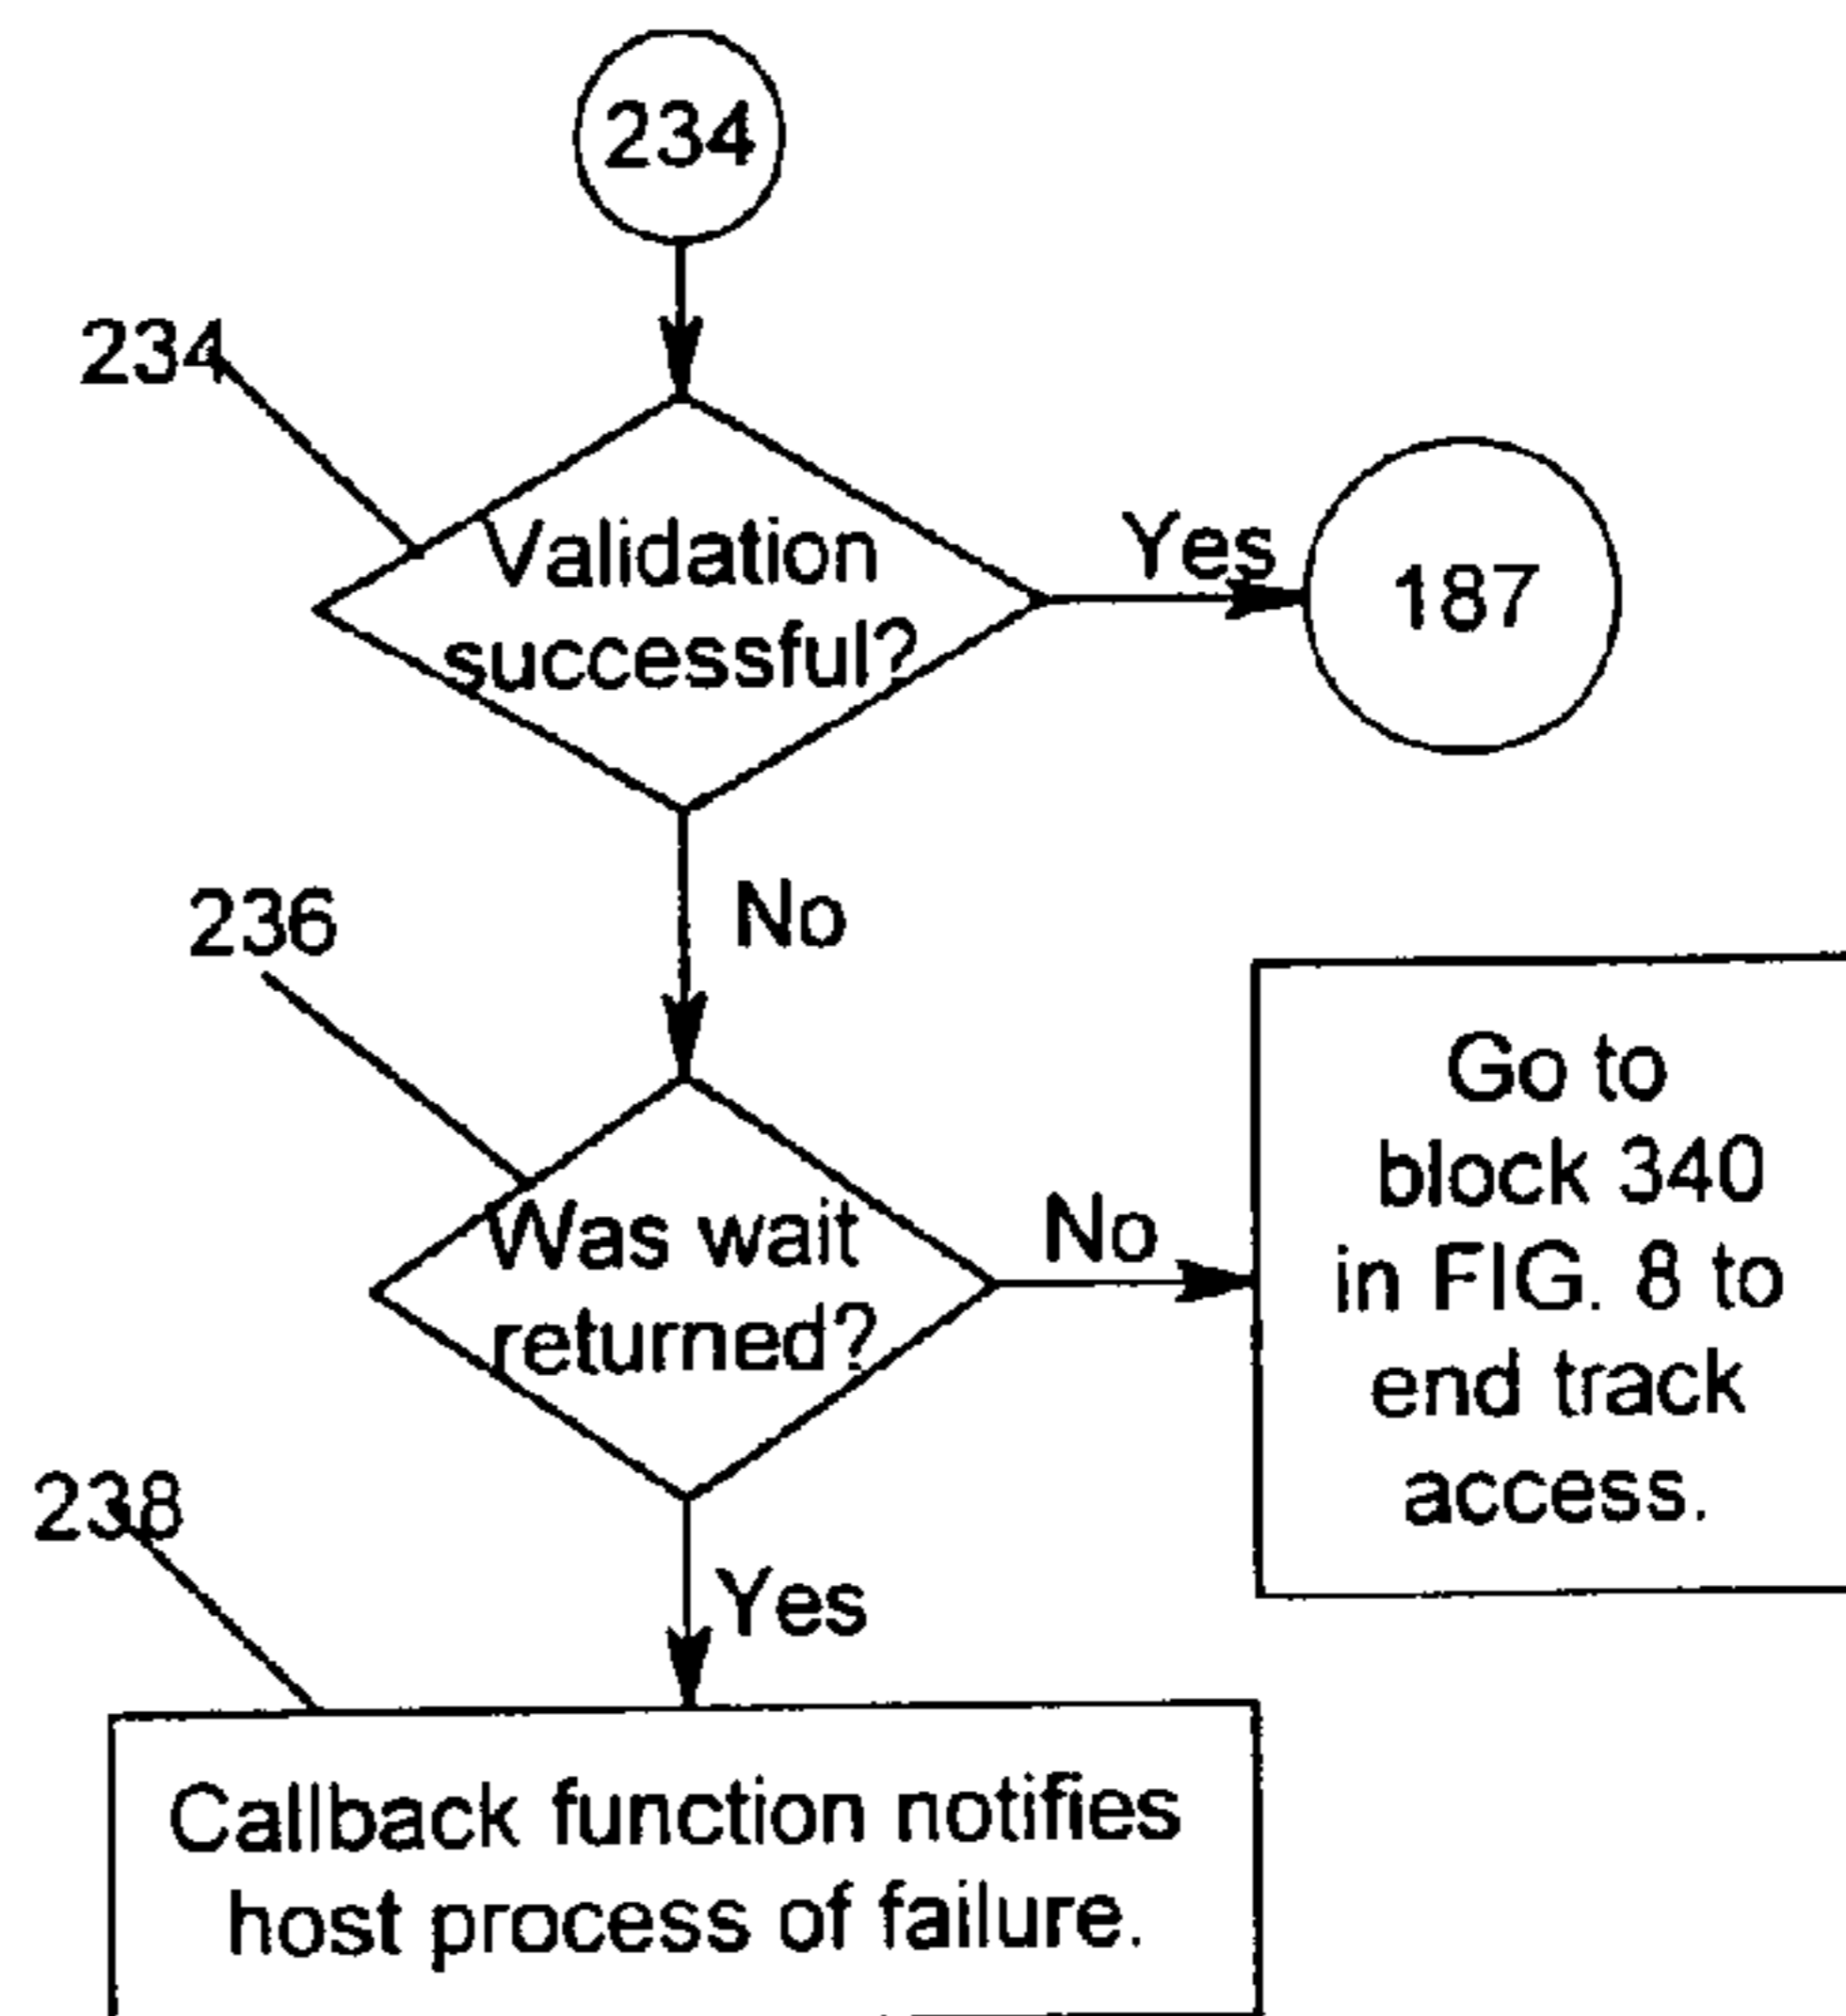 234
234
Validation
successful?
Yes
187
No
236
Was wait
returned?
No
Go to
block 340
in FIG. 8 to
end track
access.
238
Yes
Callback function notifies
host process of failure.